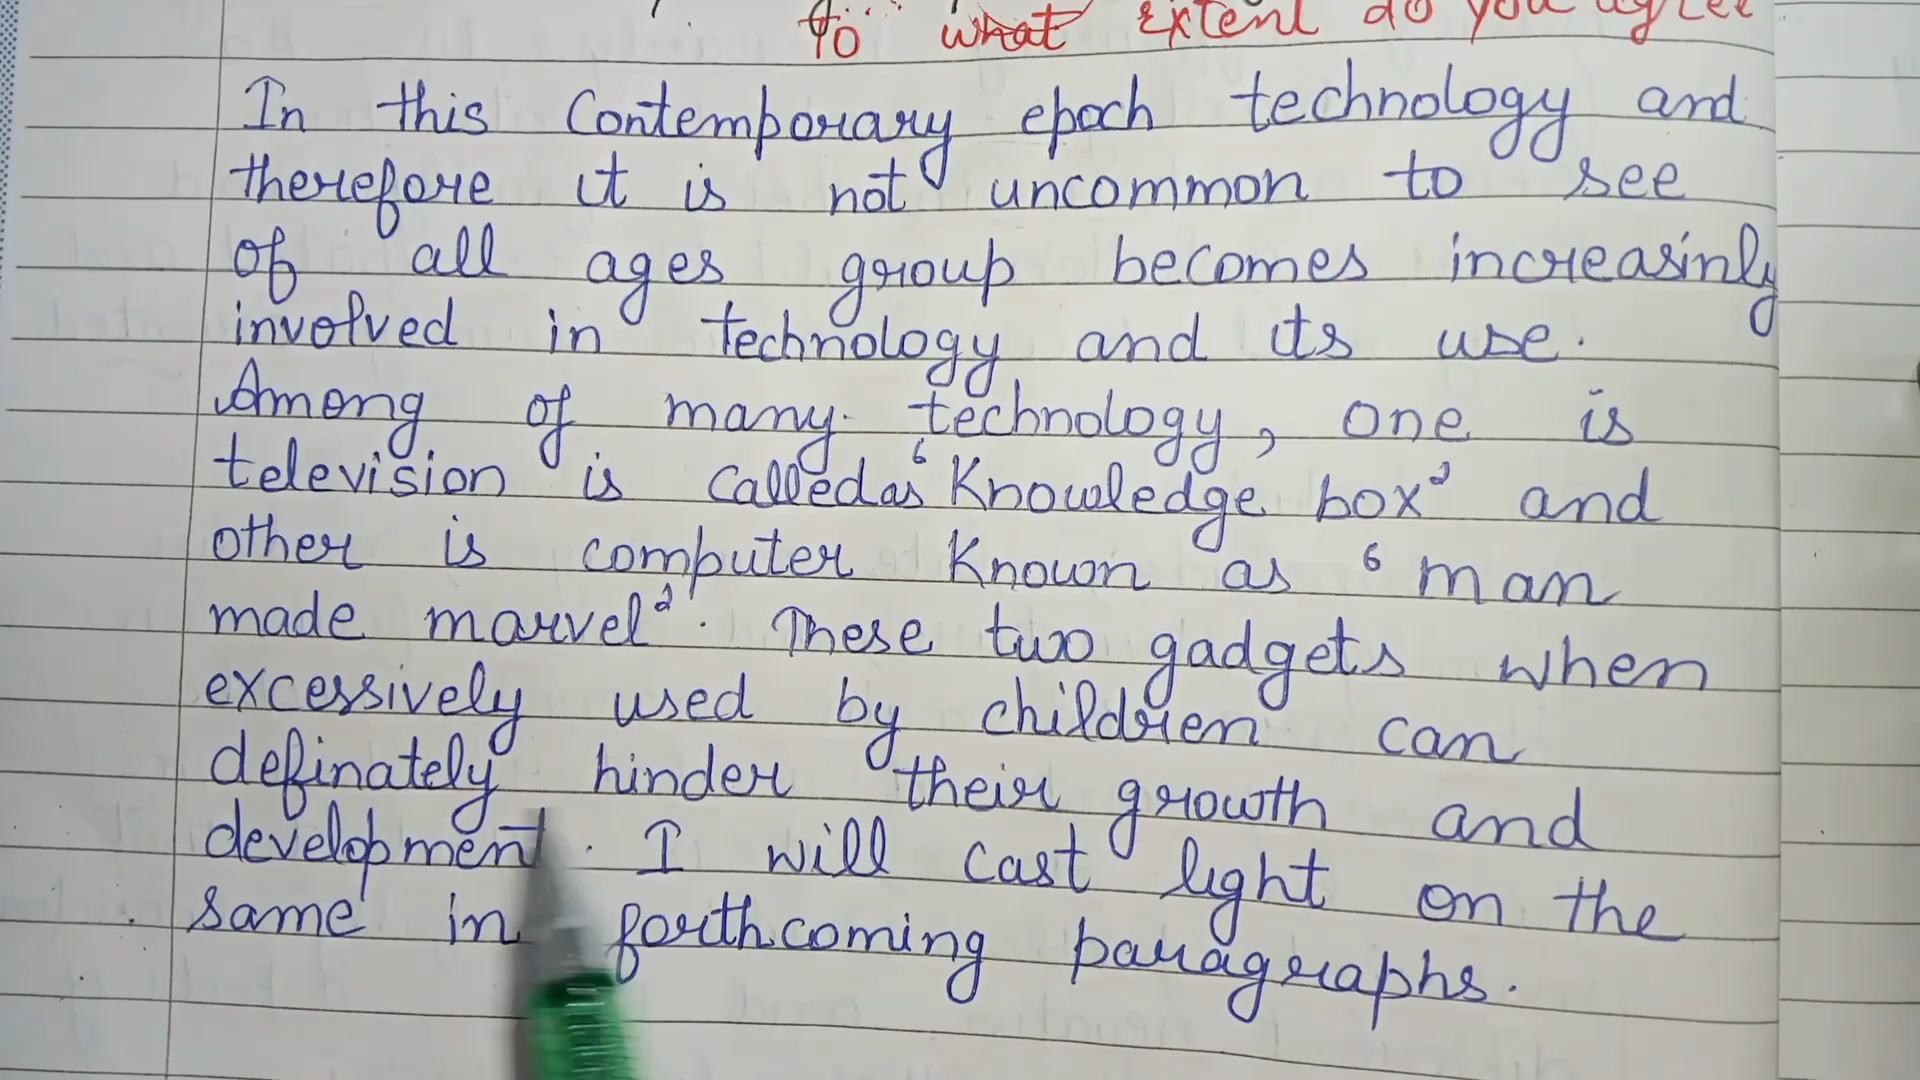 To what extent do you agree
In this Contemporary epoch technology and
therefore it is not uncommon to see
of all ages group becomes increasinly
involved in technology and its use.
Among of many technology, one is
television is called as ‘Knowledge box’ and
other is computer Known as ‘man
made marvel’. These two gadgets when
excessively used by children can
definately hinder their growth and
development. I will cast light on the
same in forthcoming paragraphs.